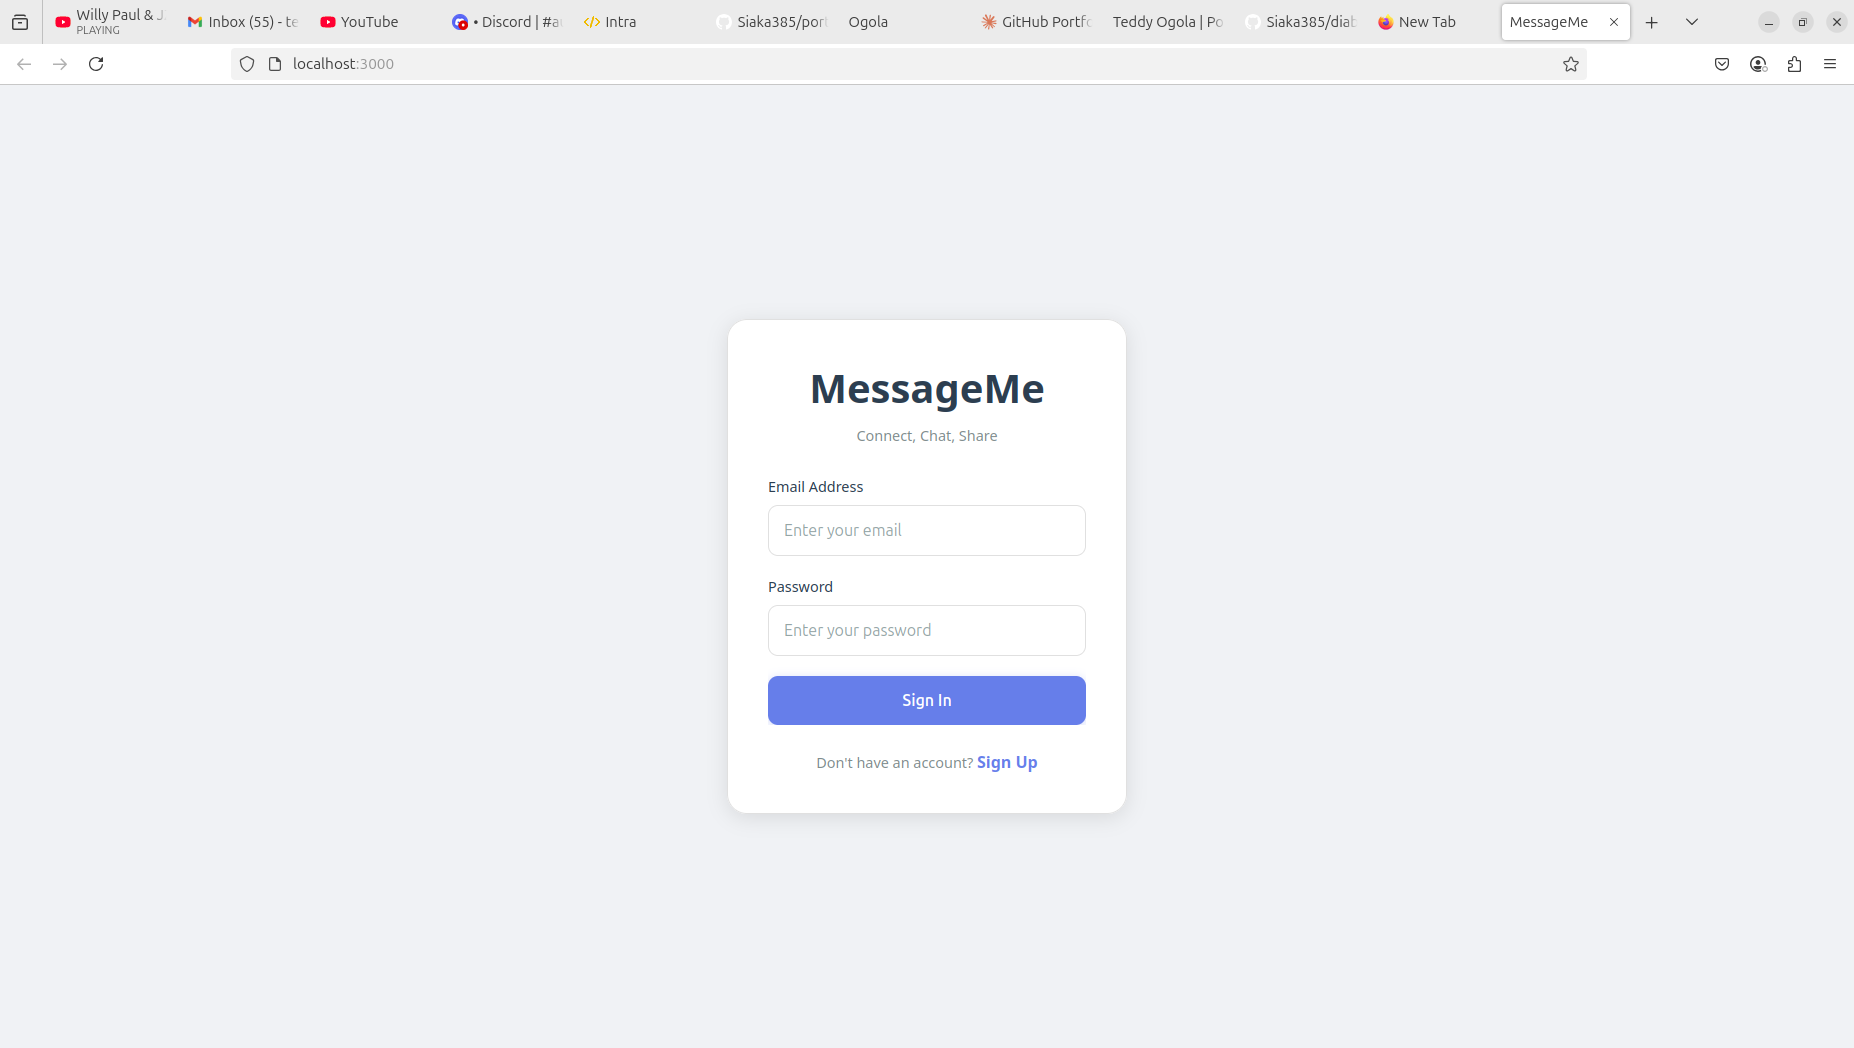 Willy Paul & J
PLAYING
Inbox (55) - te
YouTube
• Discord | #a
Intra
Siaka385/port
Ogola
GitHub Portfo
Teddy Ogola | Po
Siaka385/diab
New Tab
MessageMe
localhost:3000
MessageMe
Connect, Chat, Share
Email Address
Enter your email
Password
Enter your password
Sign In
Don't have an account? Sign Up